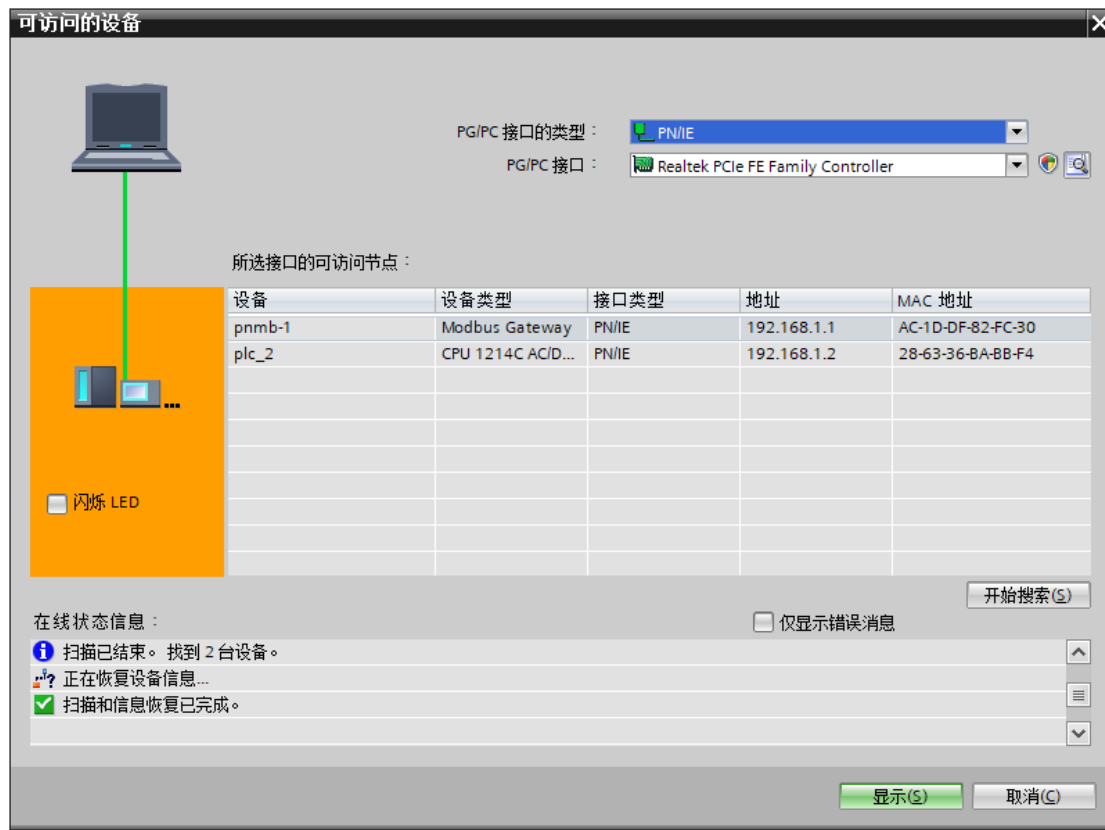 可访问的设备
PG/PC 接口的类型：
PN/IE
PG/PC 接口：
Realtek PCIe FE Family Controller
所选接口的可访问节点：
设备 设备类型 接口类型 地址 MAC 地址
pnmb-1 Modbus Gateway PN/IE 192.168.1.1 AC-1D-DF-82-FC-30
plc_2 CPU 1214C AC/D... PN/IE 192.168.1.2 28-63-36-BA-BB-F4
闪烁 LED
开始搜索(S)
在线状态信息：
仅显示错误消息
扫描已结束。 找到 2 台设备。
正在恢复设备信息...
扫描和信息恢复已完成。
显示(S)
取消(C)